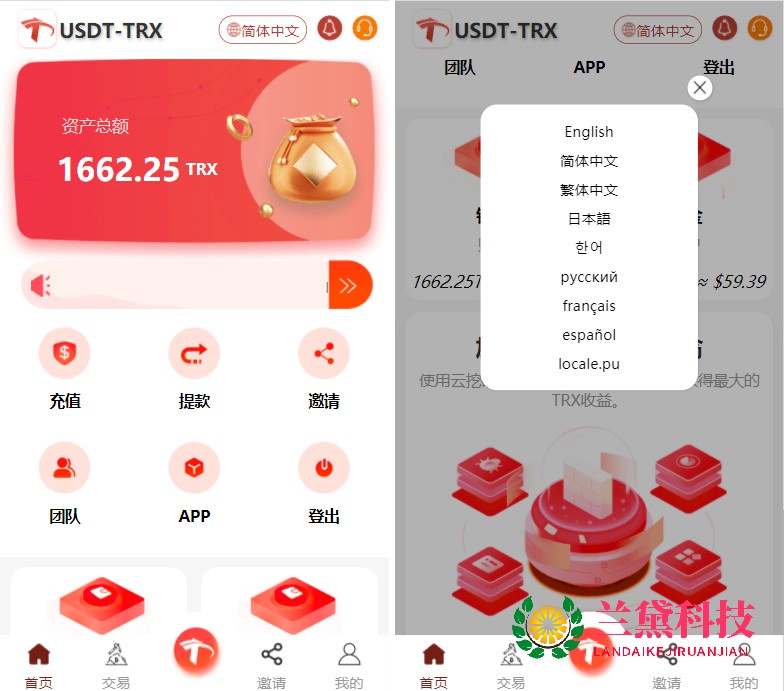 USDT-TRX
简体中文
资产总额
1662.25 TRX
充值
提款
邀请
团队
APP
登出
首页
交易
邀请
我的
USDT-TRX
简体中文
团队
APP
登出
English
简体中文
繁体中文
日本語
한어
русский
français
español
locale.pu
1662.25T
≈ $59.39
使用云挖
得最大的
TRX收益。
兰黛科技
LANDAIKEJIRUANJIAN
首页
交易
邀请
我的